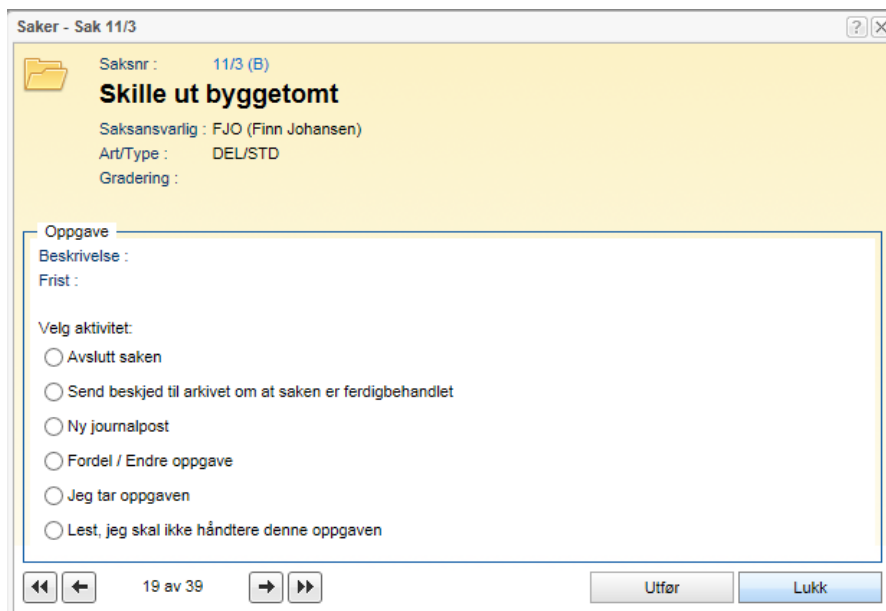 Saker - Sak 11/3
Saksnr : 11/3 (B)
Skille ut byggetomt
Saksansvarlig : FJO (Finn Johansen)
Art/Type : DEL/STD
Gradering :
Oppgave
Beskrivelse :
Frist :
Velg aktivitet:
Avslutt saken
Send beskjed til arkivet om at saken er ferdigbehandlet
Ny journalpost
Fordel / Endre oppgave
Jeg tar oppgaven
Lest, jeg skal ikke håndtere denne oppgaven
19 av 39 Utfør Lukk